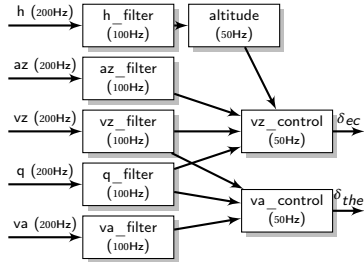 h (200Hz)
h_filter
(100Hz)
altitude
(50Hz)
az (200Hz)
az_filter
(100Hz)
vz (200Hz)
vz_filter
(100Hz)
vz_control
(50Hz)
δec
q (200Hz)
q_filter
(100Hz)
va (200Hz)
va_filter
(100Hz)
va_control
(50Hz)
δthe